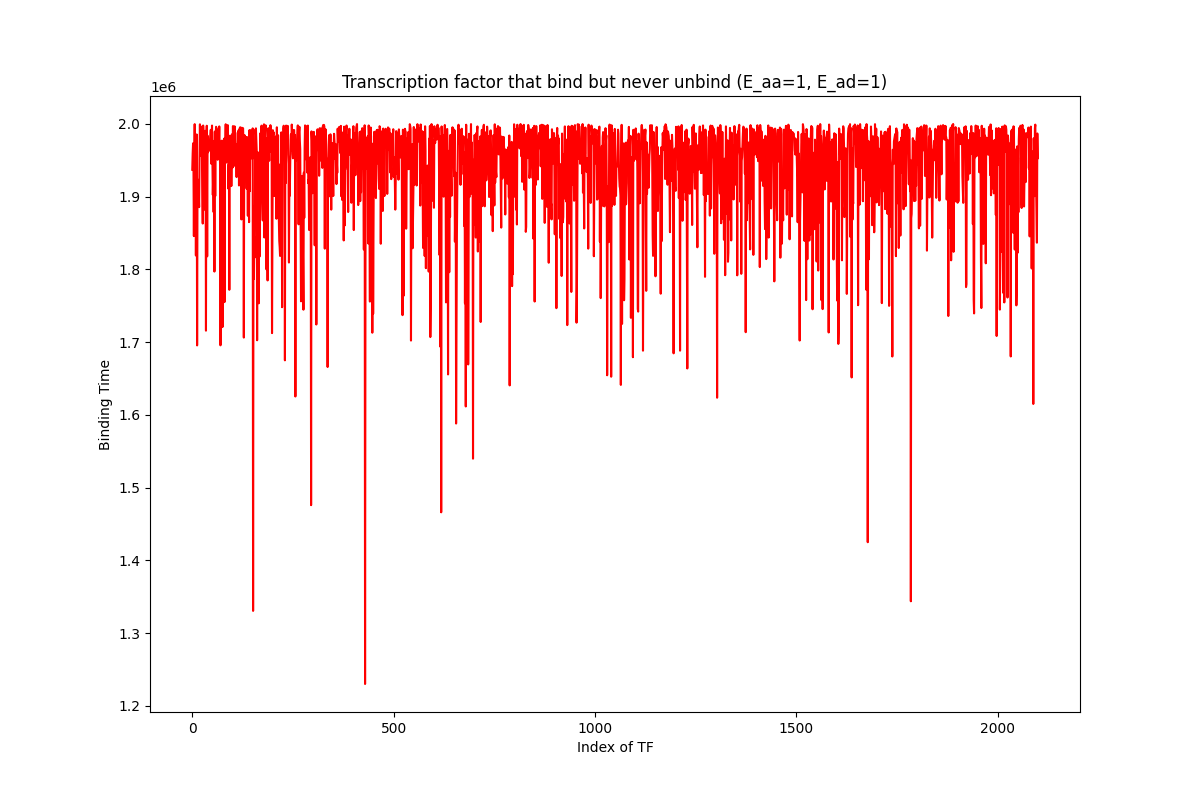 Transcription factor that bind but never unbind (E_aa=1, E_ad=1)
1e6
2.0
1.9
1.8
1.7
1.6
1.5
1.4
1.3
1.2
Binding Time
0 500 1000 1500 2000
Index of TF